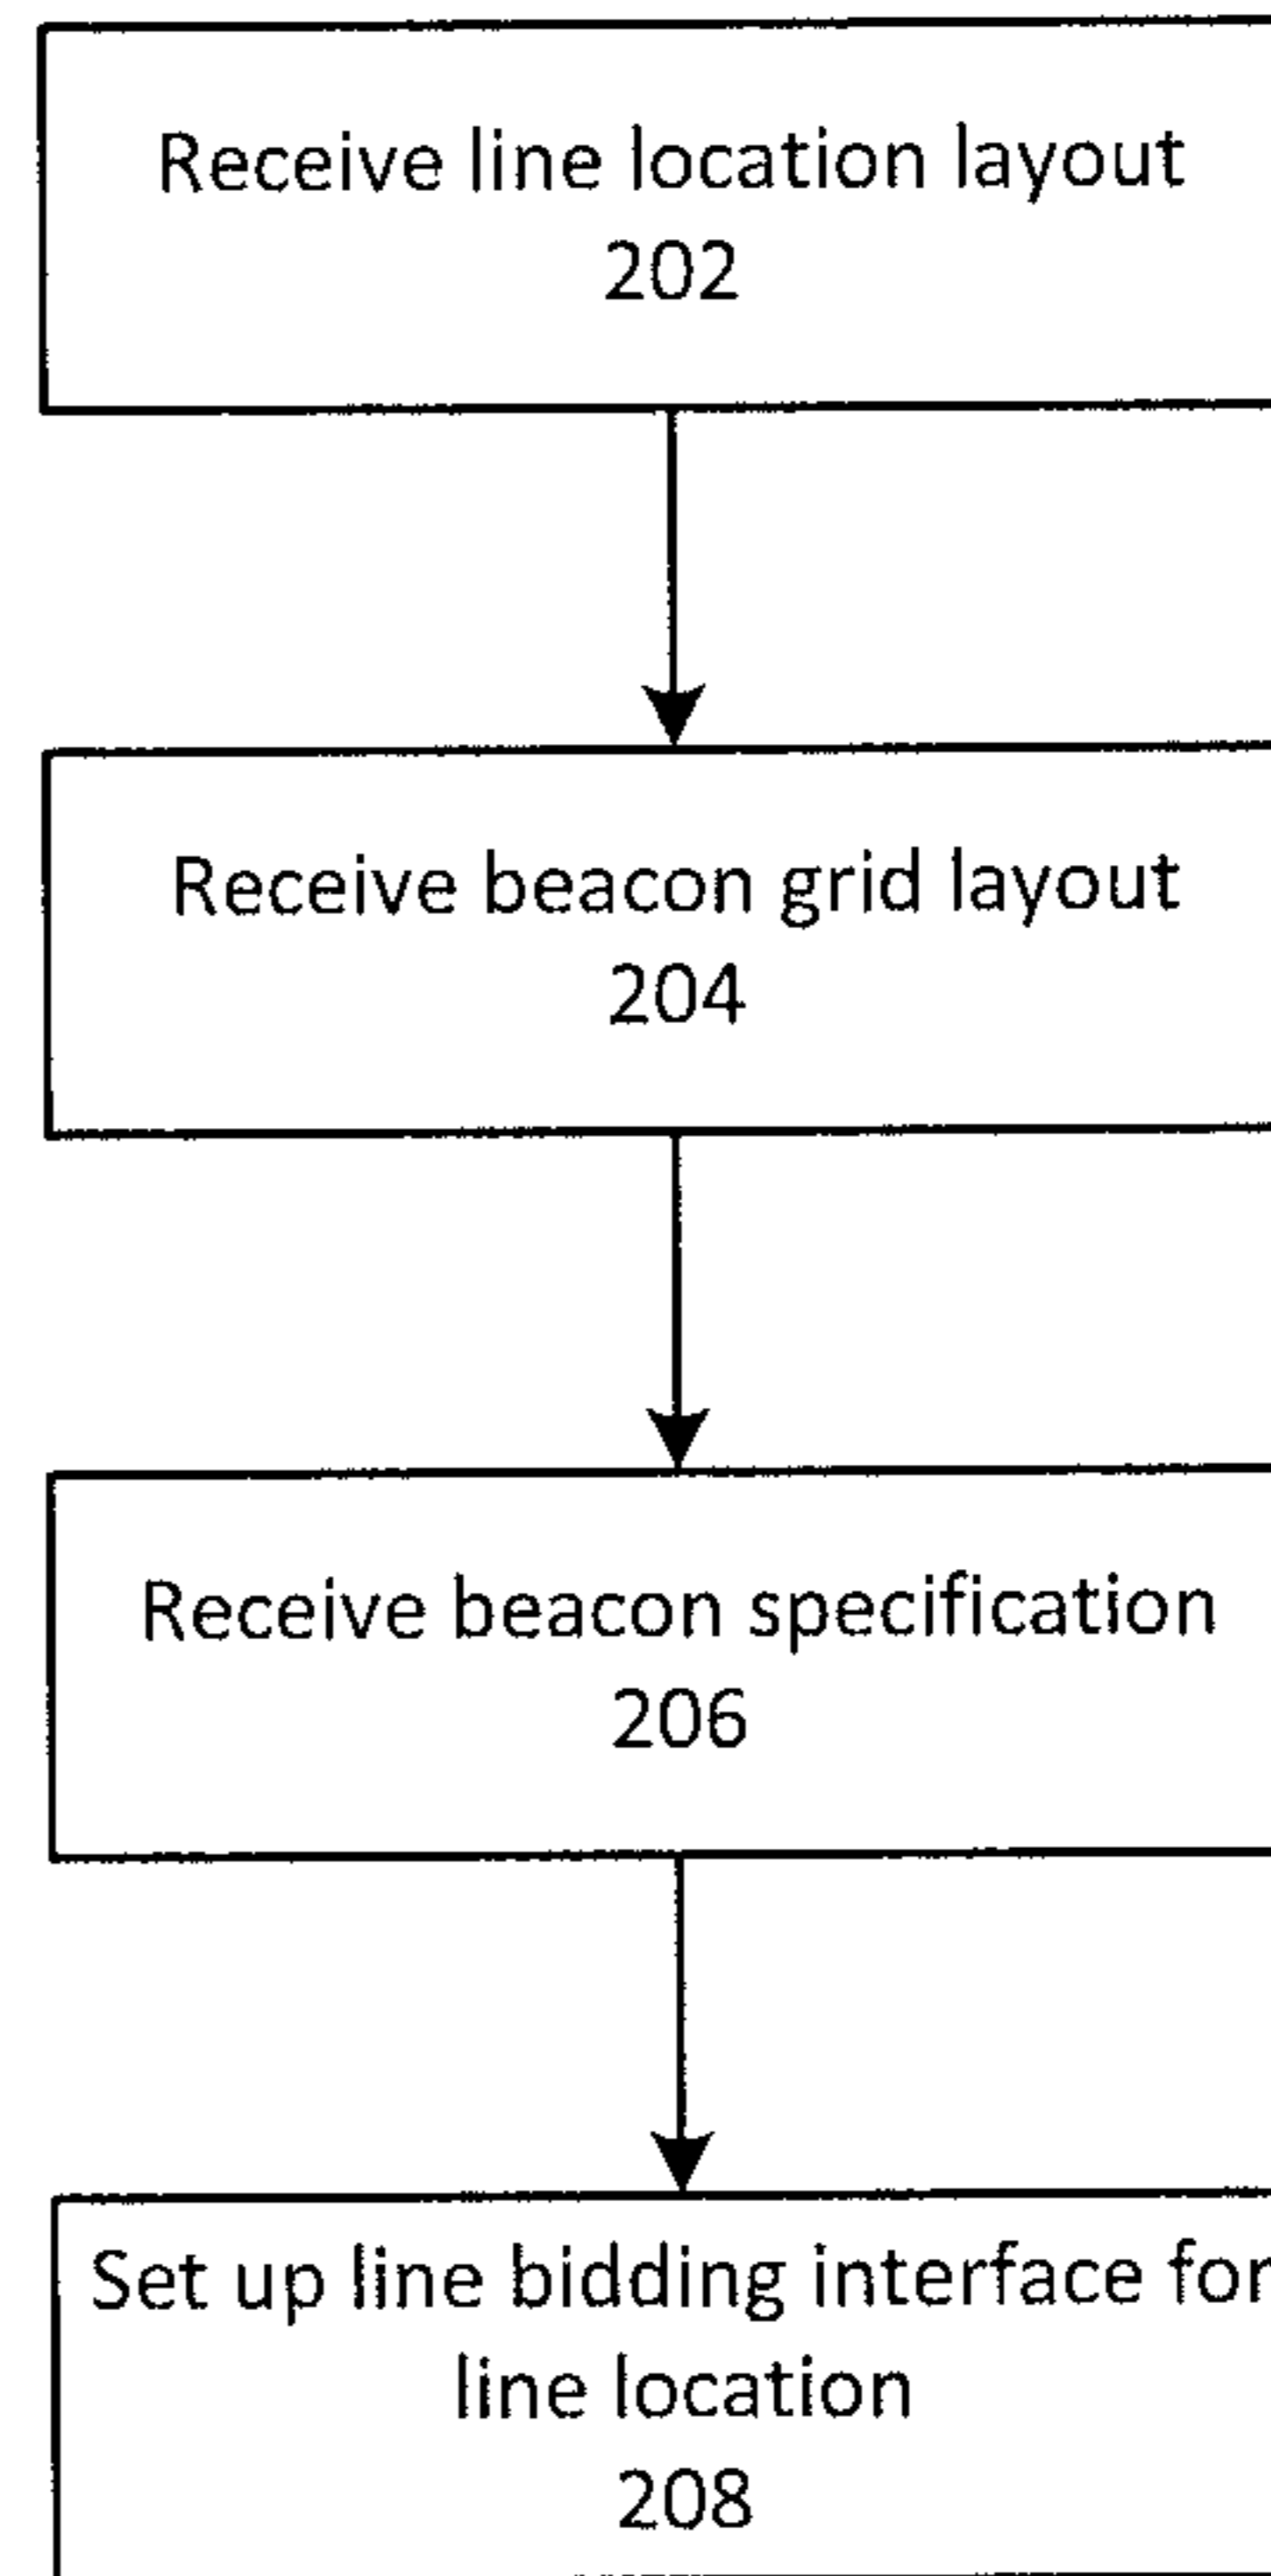 Receive line location layout
202
Receive beacon grid layout
204
Receive beacon specification
206
Set up line bidding interface for
line location
208